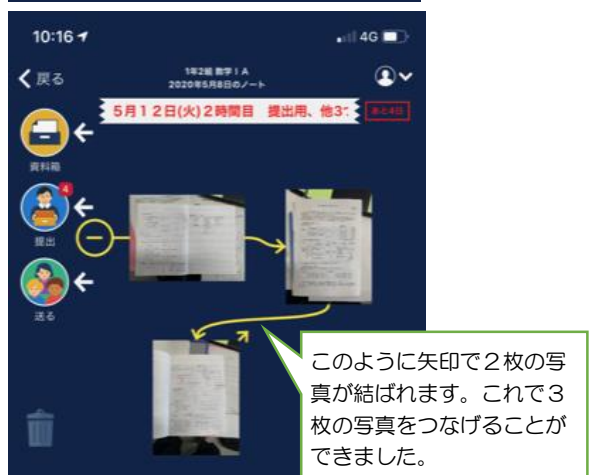 10:16
4G
戻る
1年2組 数学ⅠA
2020年5月8日のノート
5月12日(火)2時間目 提出用、他3つ
あと4日
資料箱
4
提出
送る
このように矢印で2枚の写
真が結ばれます。これで3
枚の写真をつなげることが
できました。